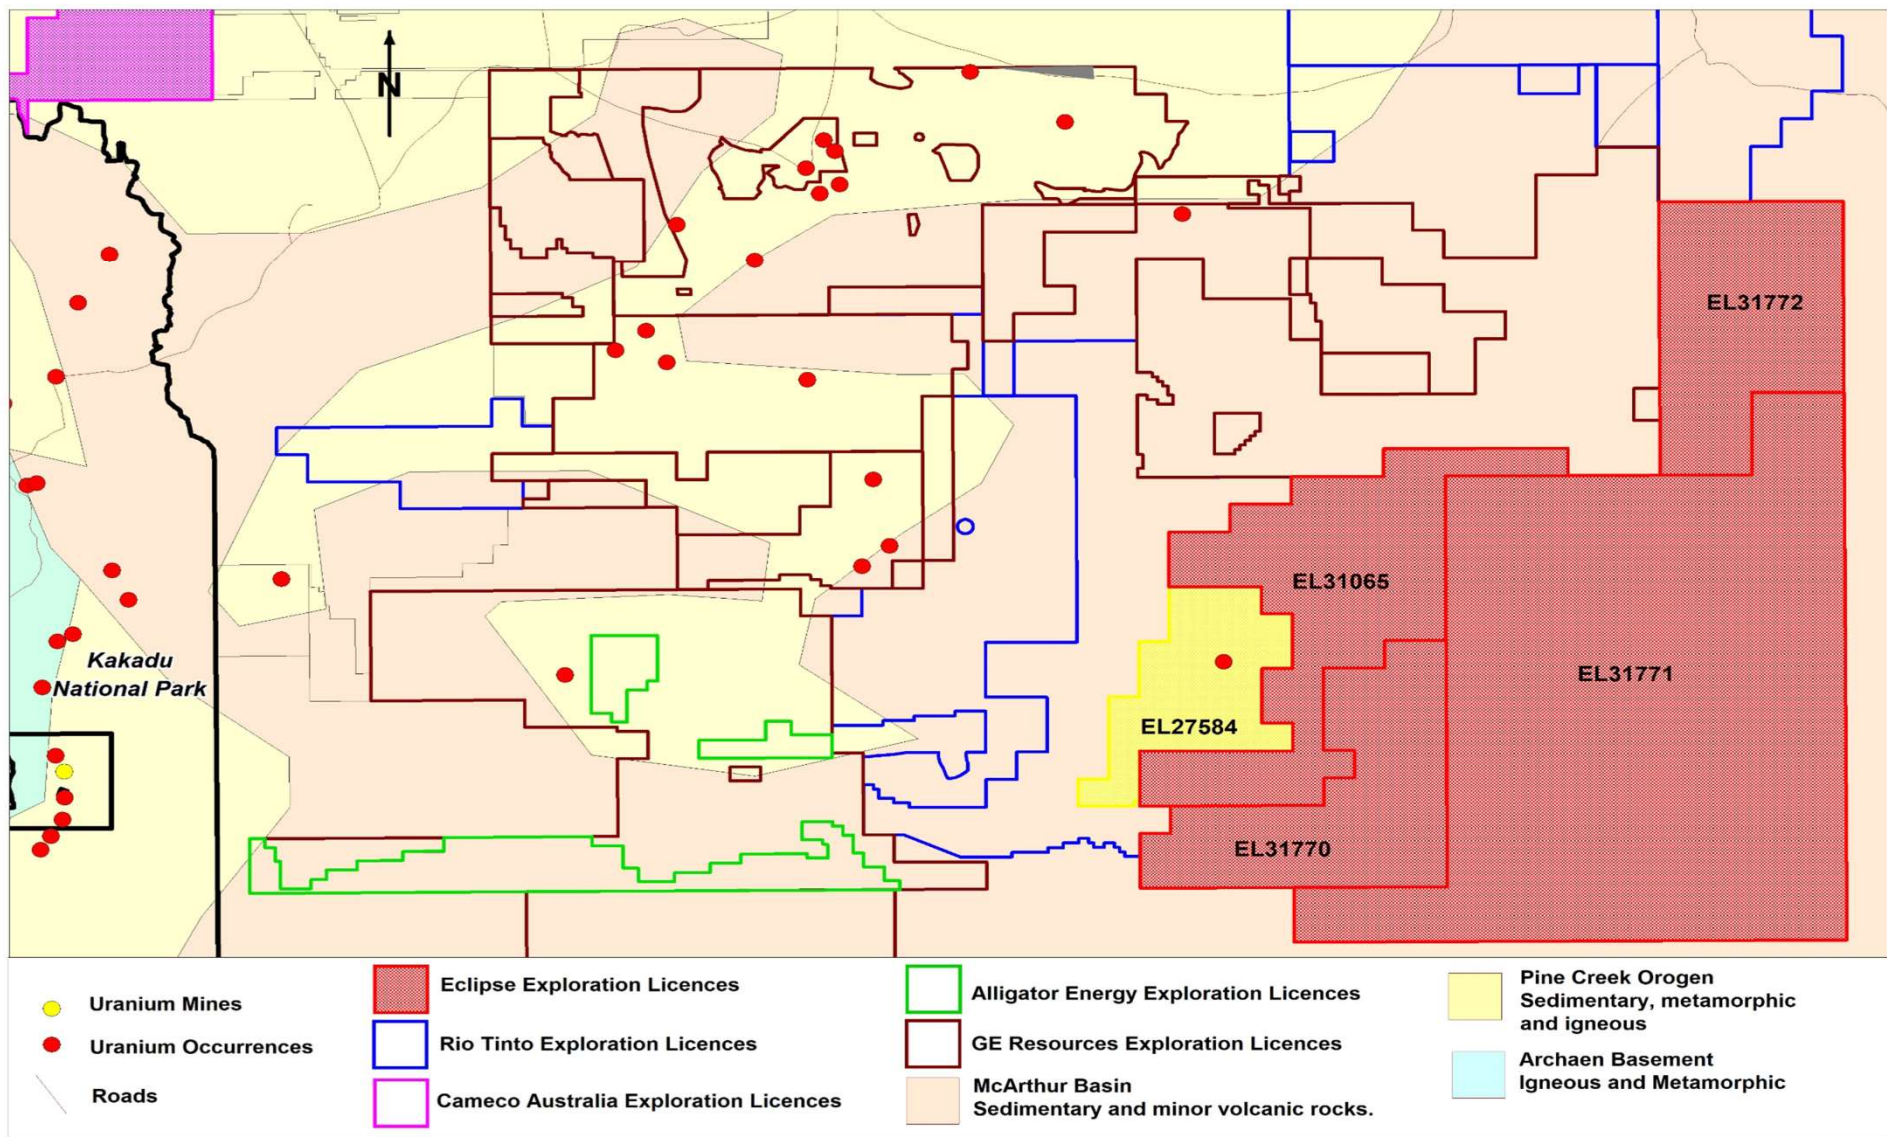 N
EL31772
EL31065
Kakadu
National Park
EL31771
EL27584
EL31770
Uranium Mines
Uranium Occurrences
Roads
Eclipse Exploration Licences
Rio Tinto Exploration Licences
Cameco Australia Exploration Licences
Alligator Energy Exploration Licences
GE Resources Exploration Licences
McArthur Basin
Sedimentary and minor volcanic rocks.
Pine Creek Orogen
Sedimentary, metamorphic
and igneous
Archaen Basement
Igneous and Metamorphic